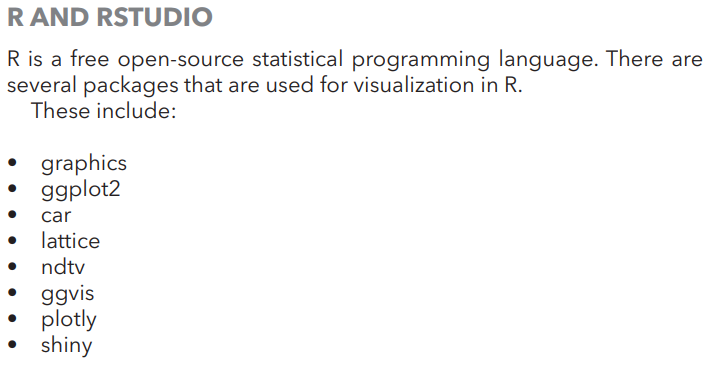 R AND RSTUDIO
R is a free open-source statistical programming language. There are
several packages that are used for visualization in R.
These include:
• graphics
• ggplot2
• car
• lattice
• ndtv
• ggvis
• plotly
• shiny